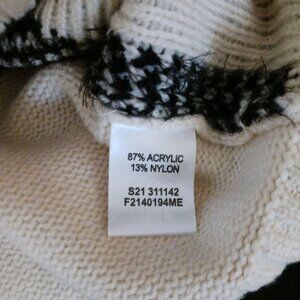 87% ACRYLIC
13% NYLON
S21 311142
F2140194ME